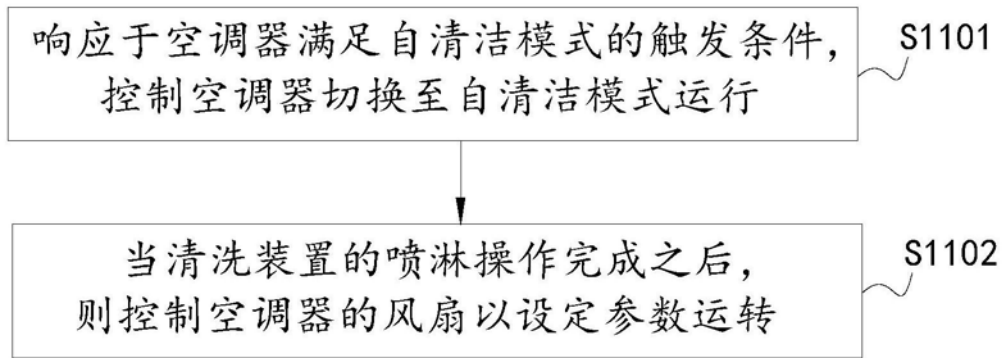 响应于空调器满足自清洁模式的触发条件，
控制空调器切换至自清洁模式运行
S1101
当清洗装置的喷淋操作完成之后，
则控制空调器的风扇以设定参数运转
S1102